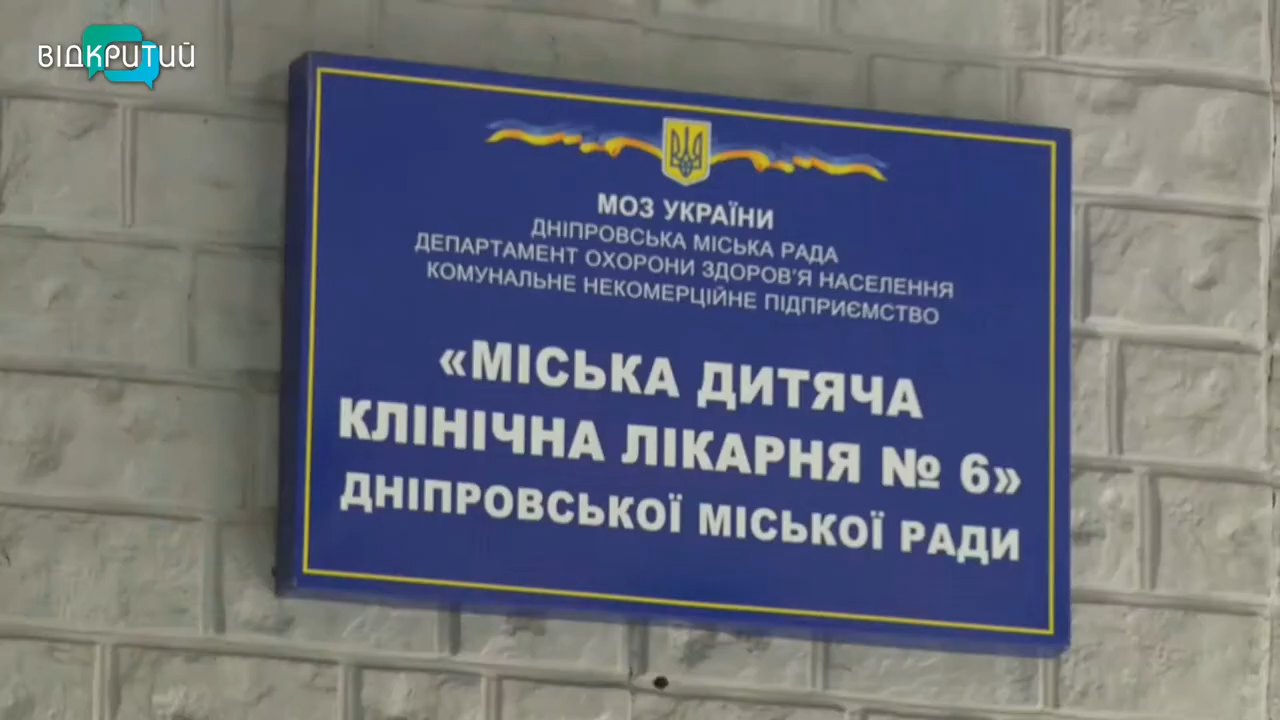 ВІДКРИТИЙ
МОЗ УКРАЇНИ
ДНІПРОВСЬКА МІСЬКА РАДА
ДЕПАРТАМЕНТ ОХОРОНИ ЗДОРОВ'Я НАСЕЛЕННЯ
КОМУНАЛЬНЕ НЕКОМЕРЦІЙНЕ ПІДПРИЄМСТВО
«МІСЬКА ДИТЯЧА
КЛІНІЧНА ЛІКАРНЯ № 6»
ДНІПРОВСЬКОЇ МІСЬКОЇ РАДИ